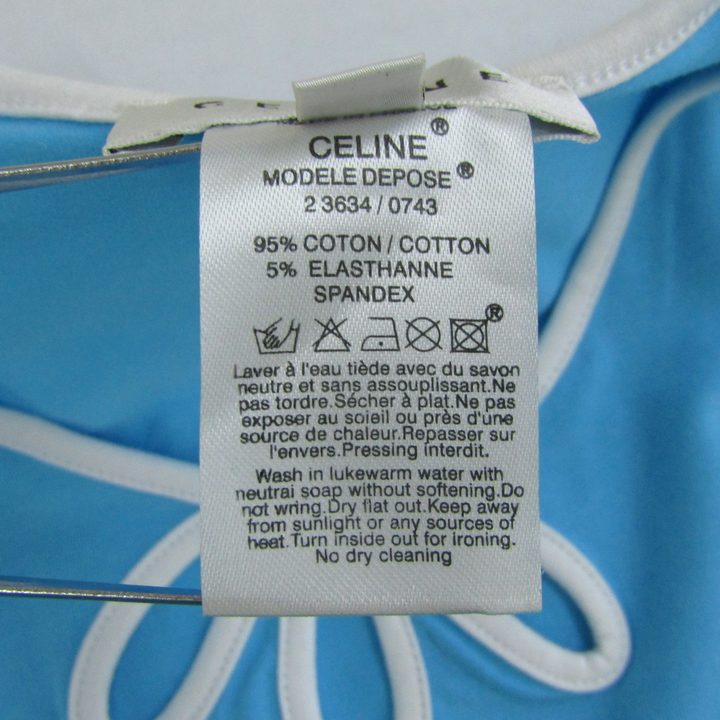 CELINE®
MODELE DEPOSE®
2 3634 / 0743
95% COTON / COTTON
5% ELASTHANNE
SPANDEX
®
Laver à l'eau tiède avec du savon
neutre et sans assouplissant.Ne
pas tordre.Sécher à plat.Ne pas
exposer au soleil ou près d'une
source de chaleur.Repasser sur
l'envers.Pressing interdit.
Wash in lukewarm water with
neutrai soap without softening.Do
not wring.Dry flat out.Keep away
from sunlight or any sources of
heat.Turn inside out for ironing.
No dry cleaning